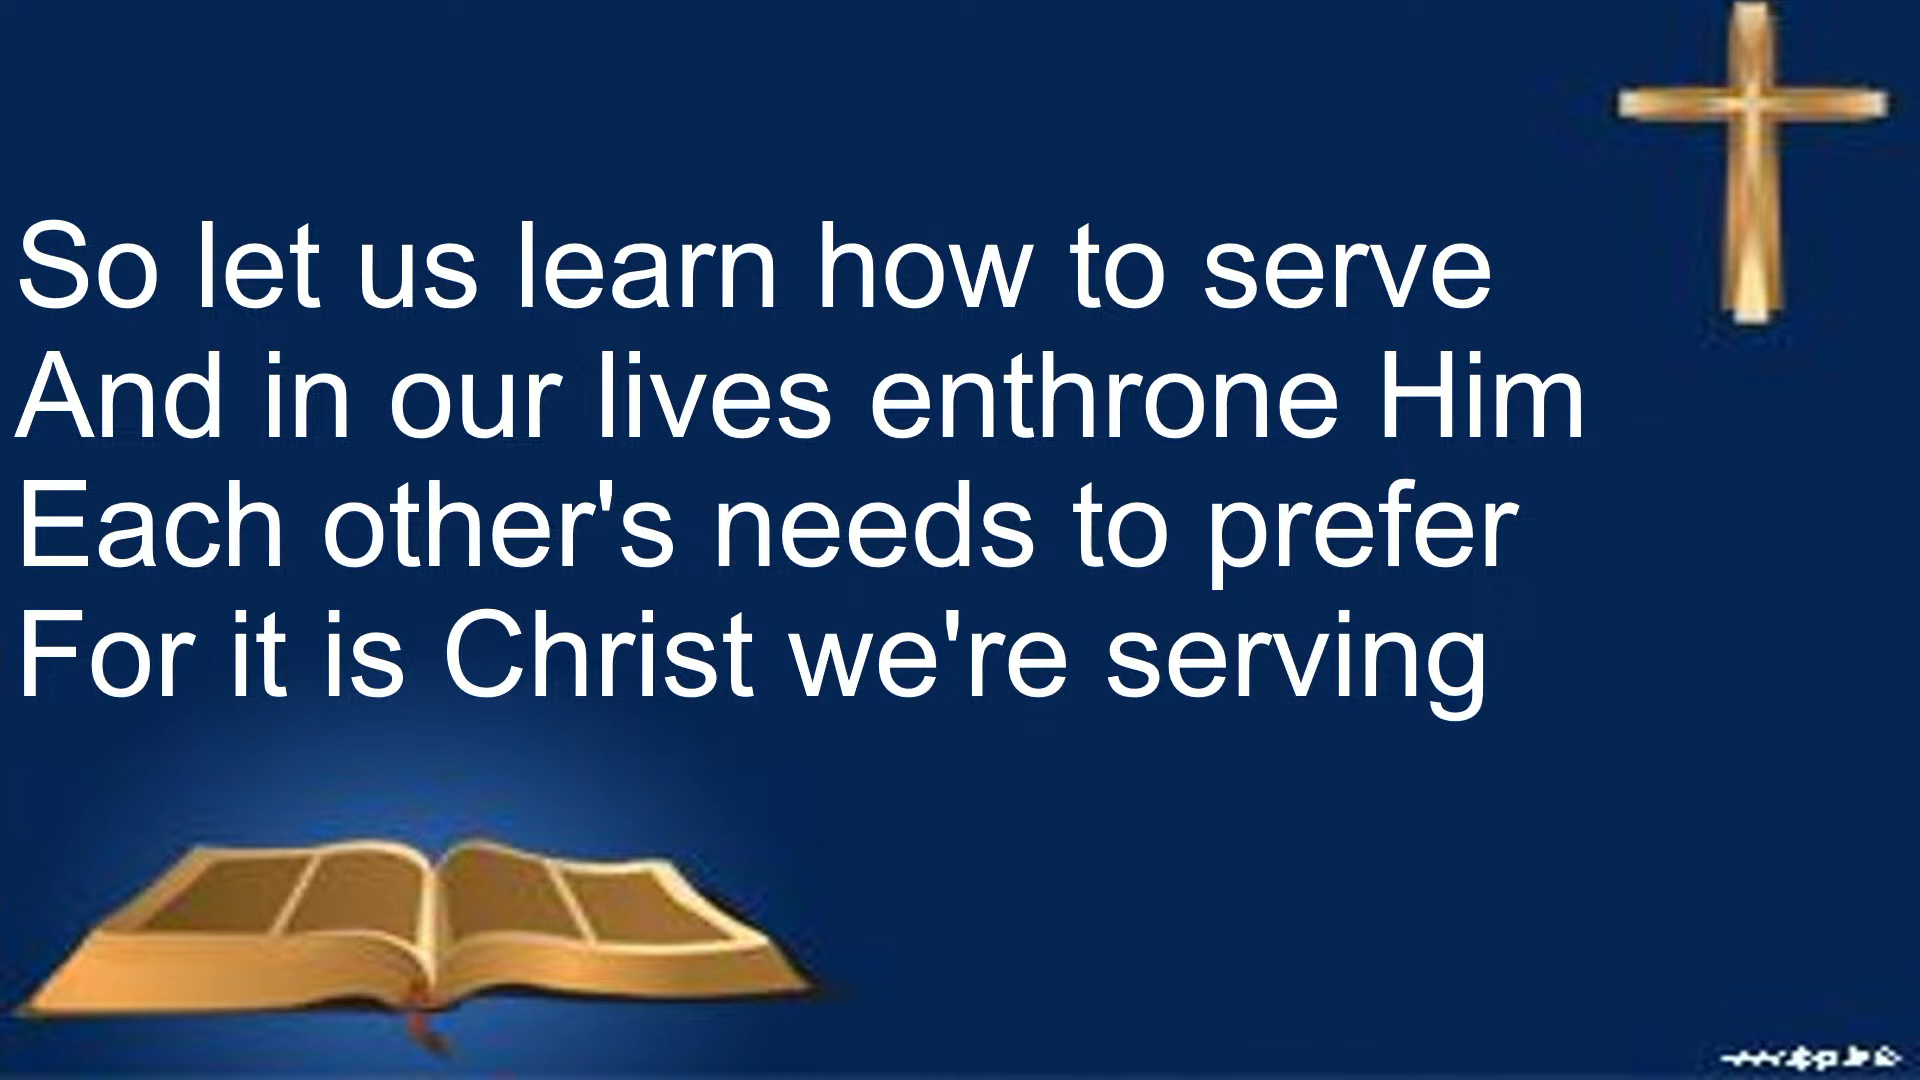 So let us learn how to serve
And in our lives enthrone Him
Each other's needs to prefer
For it is Christ we're serving